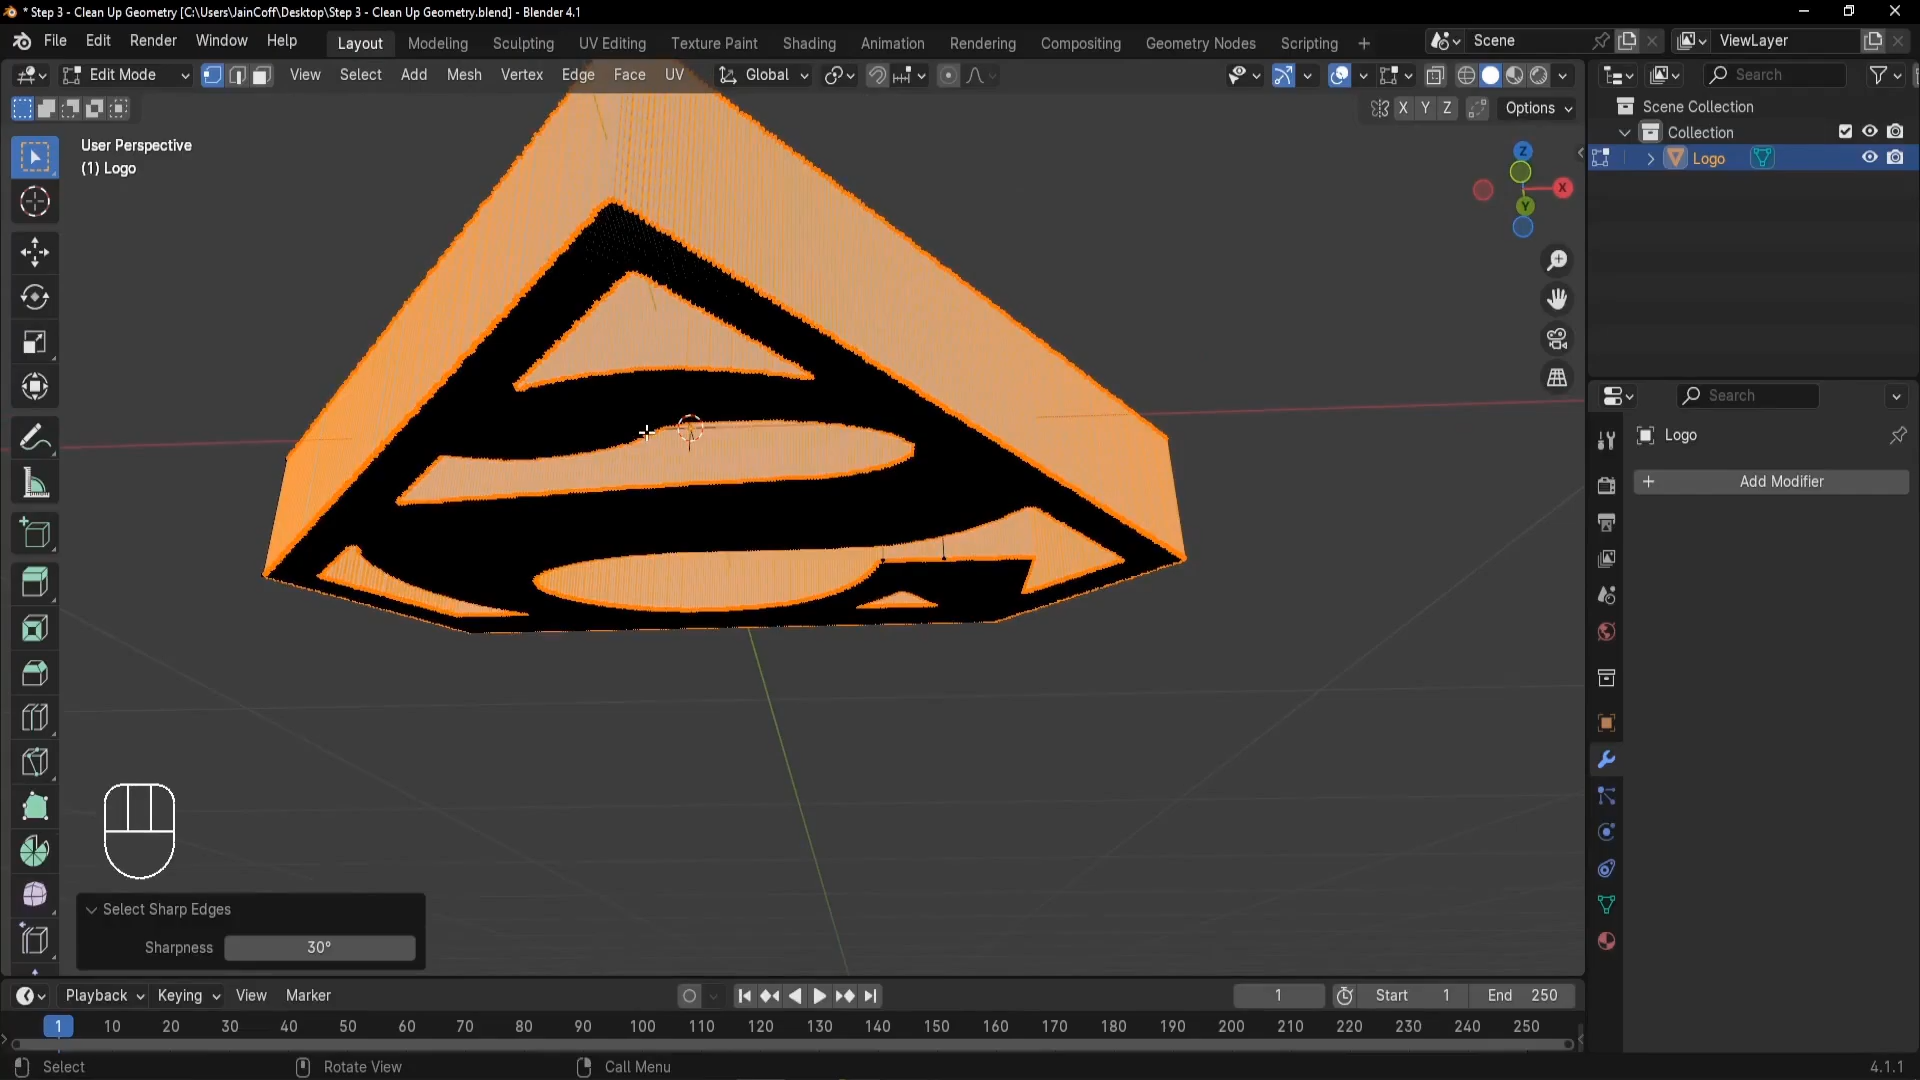 * Step 3 - Clean Up Geometry [C:\Users\JainCoff\Desktop\Step 3 - Clean Up Geometry.blend] - Blender 4.1
File Edit Render Window Help Layout Modeling Sculpting UV Editing Texture Paint Shading Animation Rendering Compositing Geometry Nodes Scripting + Scene ViewLayer
Edit Mode View Select Add Mesh Vertex Edge Face UV Global Search
X Y Z Options
Scene Collection
Collection
Logo
User Perspective
(1) Logo
Z
X
Y
Search
Logo
Add Modifier
Select Sharp Edges
Sharpness 30°
Playback Keying View Marker 1 Start 1 End 250
1 10 20 30 40 50 60 70 80 90 100 110 120 130 140 150 160 170 180 190 200 210 220 230 240 250
Select Rotate View Call Menu 4.1.1